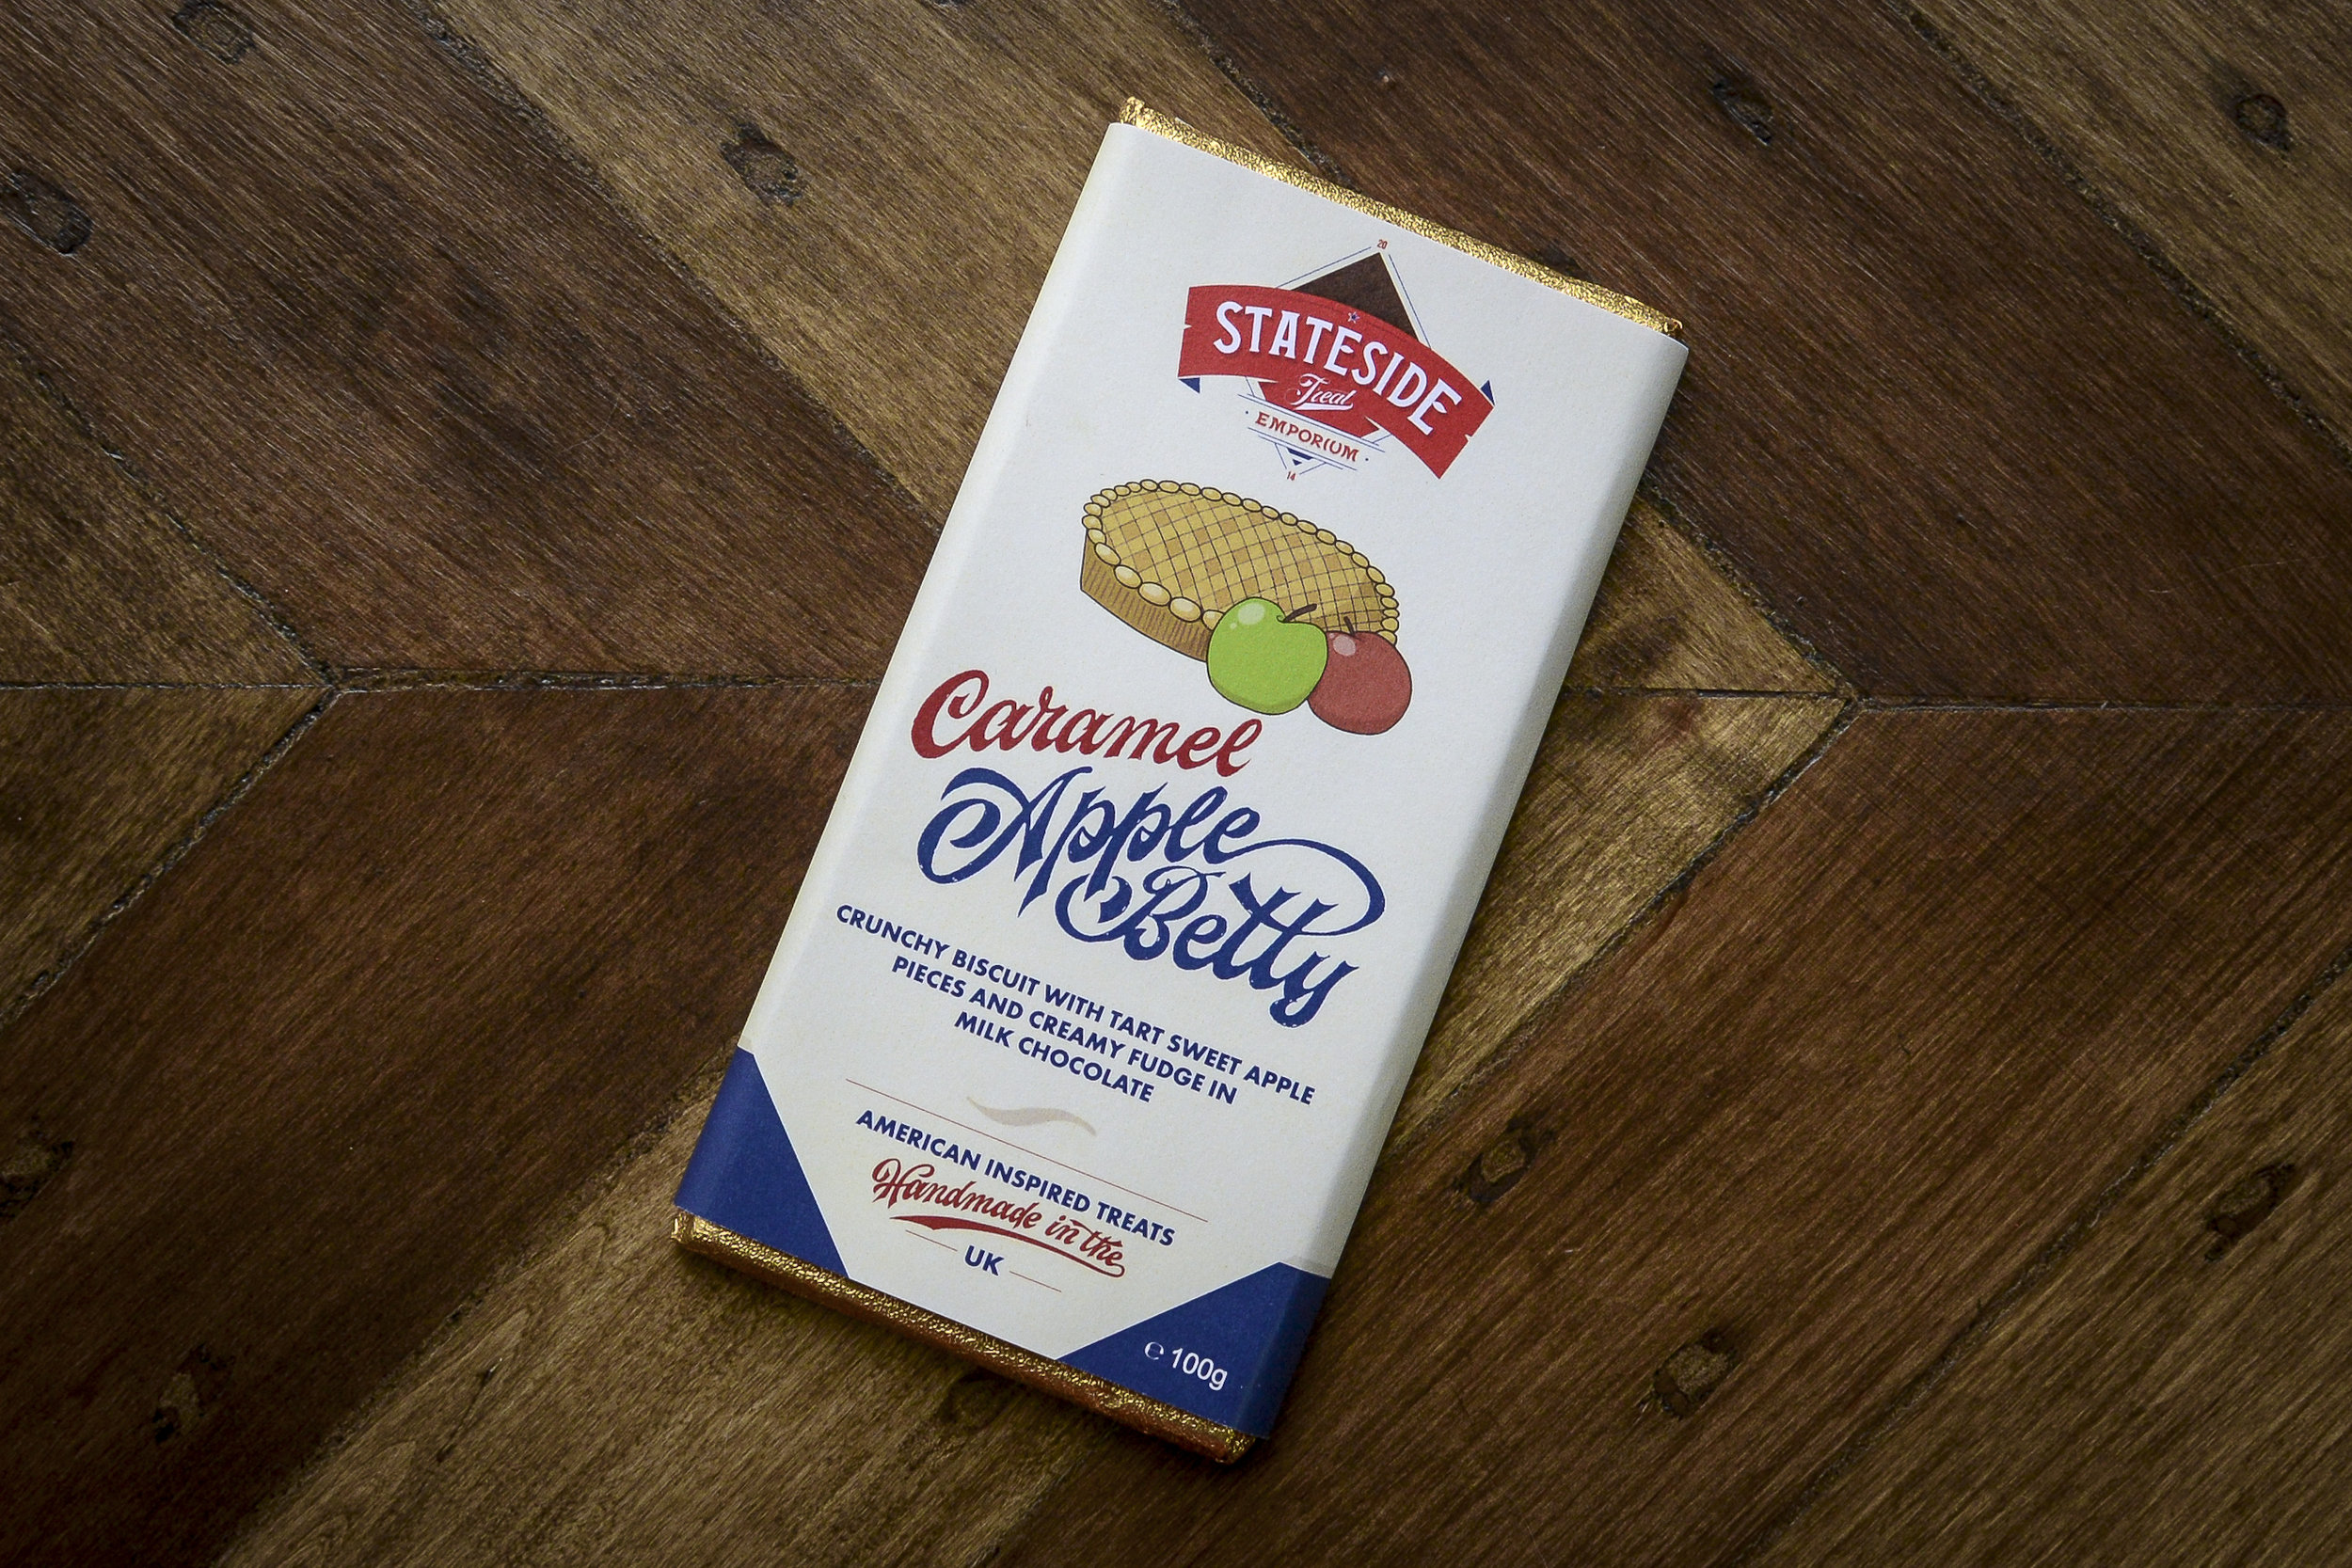 20
STATESIDE
Treat
EMPORIUM
14
Caramel
Apple
Betty
CRUNCHY BISCUIT WITH TART SWEET APPLE
PIECES AND CREAMY FUDGE IN
MILK CHOCOLATE
AMERICAN INSPIRED TREATS
Handmade in the
UK
℮ 100g